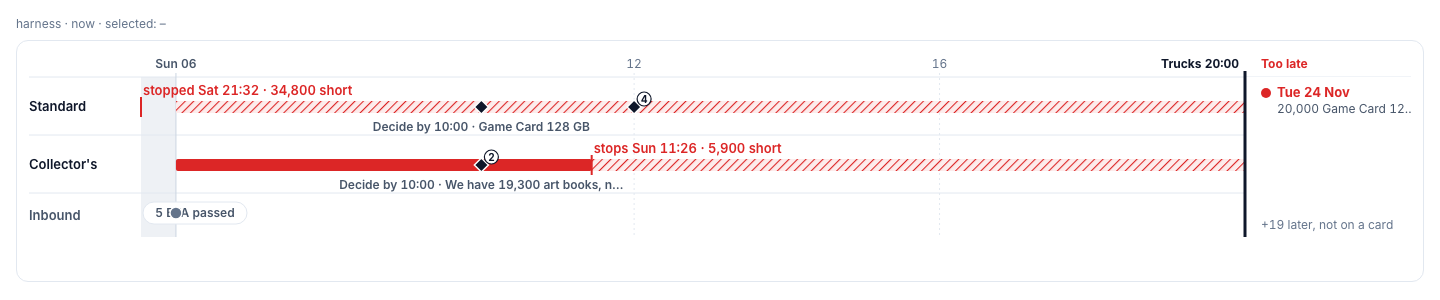 harness · now · selected: –
Sun 06
12
16
Trucks 20:00
Too late
stopped Sat 21:32 · 34,800 short
Standard
4
Decide by 10:00 · Game Card 128 GB
Tue 24 Nov
20,000 Game Card 12..
stops Sun 11:26 · 5,900 short
Collector's
2
Decide by 10:00 · We have 19,300 art books, n...
Inbound
5 passed
+19 later, not on a card